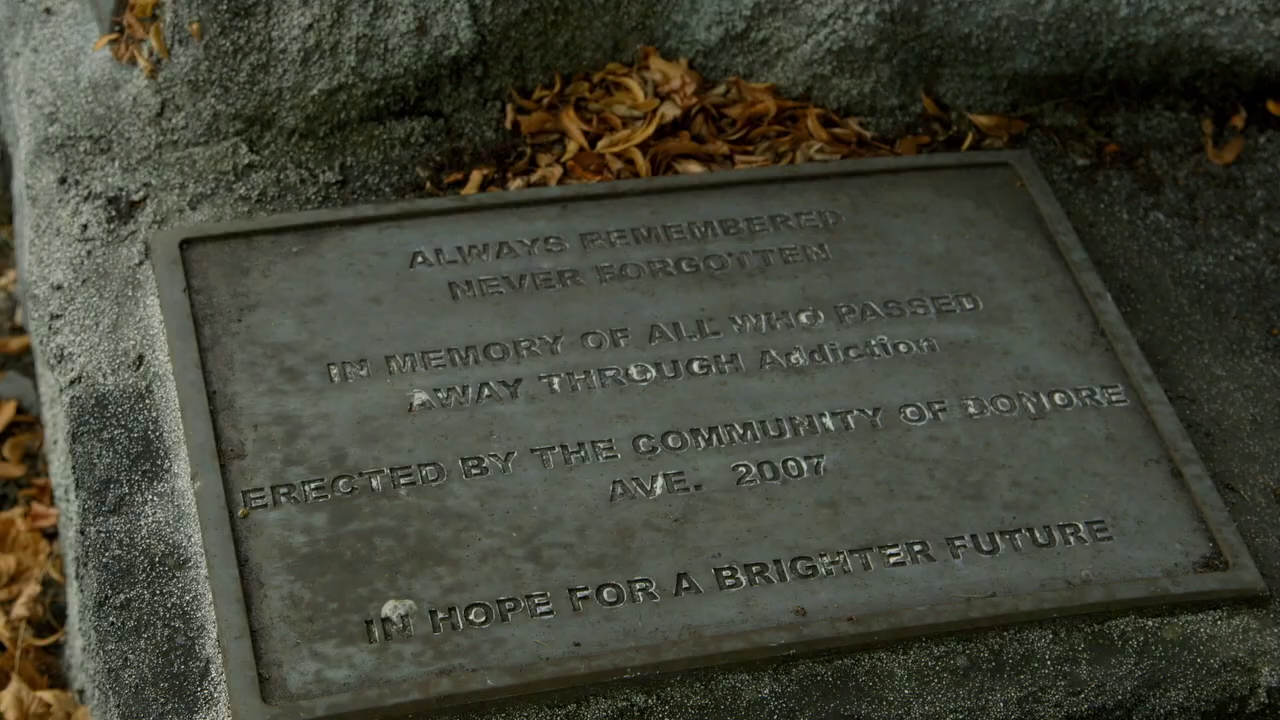 ALWAYS REMEMBERED
NEVER FORGOTTEN
IN MEMORY OF ALL WHO PASSED
AWAY THROUGH Addiction
ERECTED BY THE COMMUNITY OF DONORE
AVE. 2007
IN HOPE FOR A BRIGHTER FUTURE